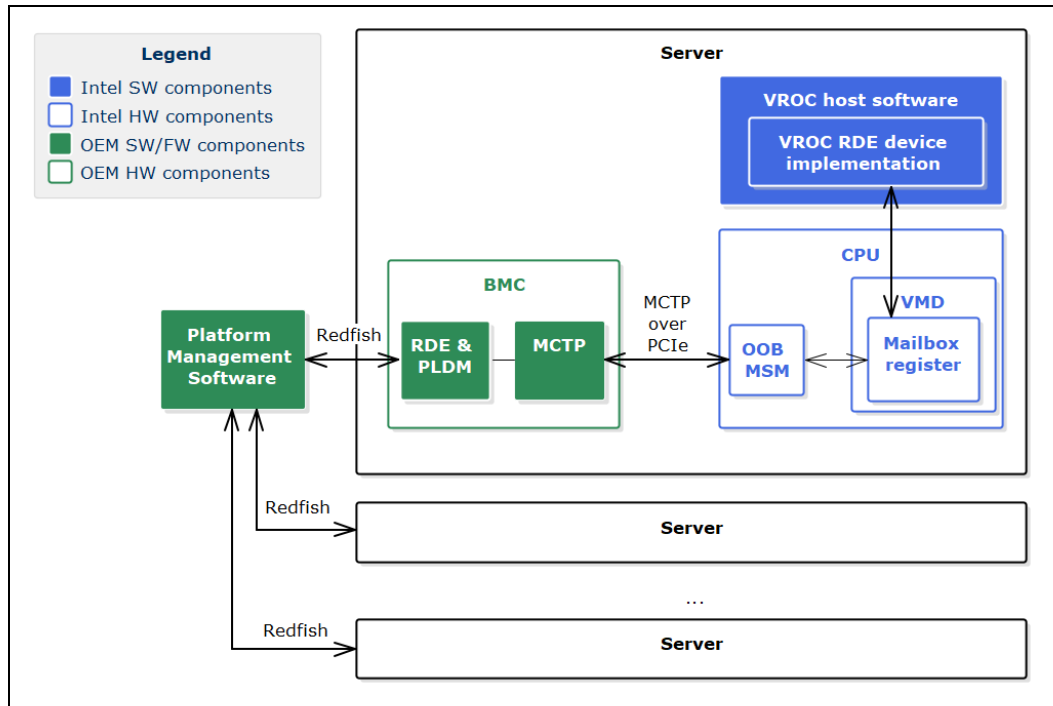 Legend
Intel SW components
Intel HW components
OEM SW/FW components
OEM HW components
Server
VROC host software
VROC RDE device
implementation
CPU
VMD
Mailbox
register
OOB
MSM
MCTP
over
PCIe
BMC
RDE &
PLDM
MCTP
Redfish
Platform
Management
Software
Redfish
Server
...
Redfish
Server